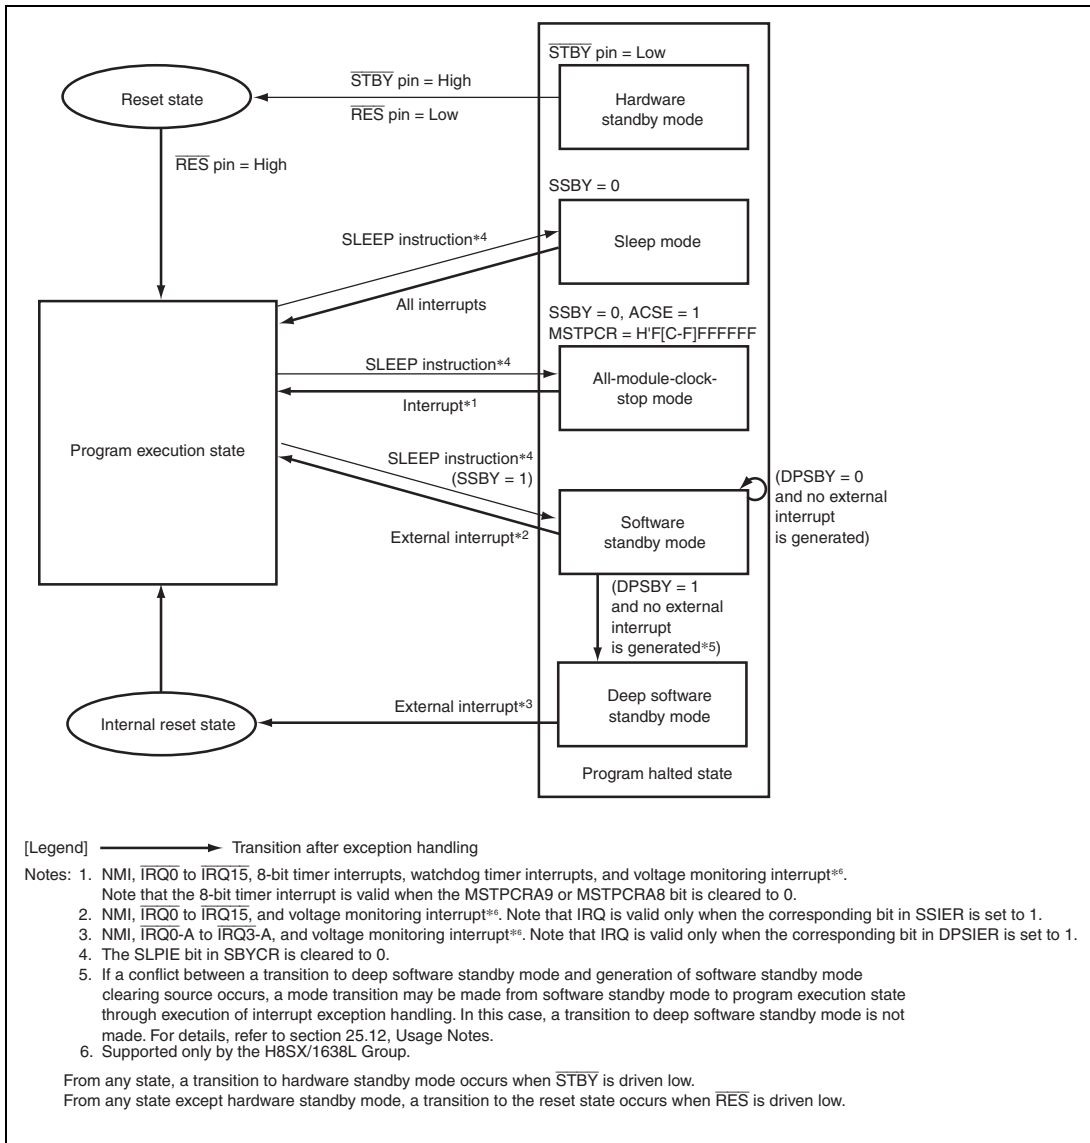 S̅T̅B̅Y̅ pin = Low
Reset state
S̅T̅B̅Y̅ pin = High
R̅E̅S̅ pin = Low
Hardware
standby mode
R̅E̅S̅ pin = High
SSBY = 0
SLEEP instruction*4
Sleep mode
All interrupts
SSBY = 0, ACSE = 1
MSTPCR = H'F[C-F]FFFFFF
SLEEP instruction*4
All-module-clock-
stop mode
Interrupt*1
Program execution state
SLEEP instruction*4
(SSBY = 1)
External interrupt*2
Software
standby mode
(DPSBY = 0
and no external
interrupt
is generated)
(DPSBY = 1
and no external
interrupt
is generated*5)
Deep software
standby mode
External interrupt*3
Internal reset state
Program halted state
[Legend] Transition after exception handling
Notes: 1. NMI, I̅R̅Q̅0̅ to I̅R̅Q̅1̅5̅, 8-bit timer interrupts, watchdog timer interrupts, and voltage monitoring interrupt*6.
Note that the 8-bit timer interrupt is valid when the MSTPCRA9 or MSTPCRA8 bit is cleared to 0.
2. NMI, I̅R̅Q̅0̅ to I̅R̅Q̅1̅5̅, and voltage monitoring interrupt*6. Note that IRQ is valid only when the corresponding bit in SSIER is set to 1.
3. NMI, I̅R̅Q̅0̅-A to I̅R̅Q̅3̅-A, and voltage monitoring interrupt*6. Note that IRQ is valid only when the corresponding bit in DPSIER is set to 1.
4. The SLPIE bit in SBYCR is cleared to 0.
5. If a conflict between a transition to deep software standby mode and generation of software standby mode
clearing source occurs, a mode transition may be made from software standby mode to program execution state
through execution of interrupt exception handling. In this case, a transition to deep software standby mode is not
made. For details, refer to section 25.12, Usage Notes.
6. Supported only by the H8SX/1638L Group.
From any state, a transition to hardware standby mode occurs when S̅T̅B̅Y̅ is driven low.
From any state except hardware standby mode, a transition to the reset state occurs when R̅E̅S̅ is driven low.